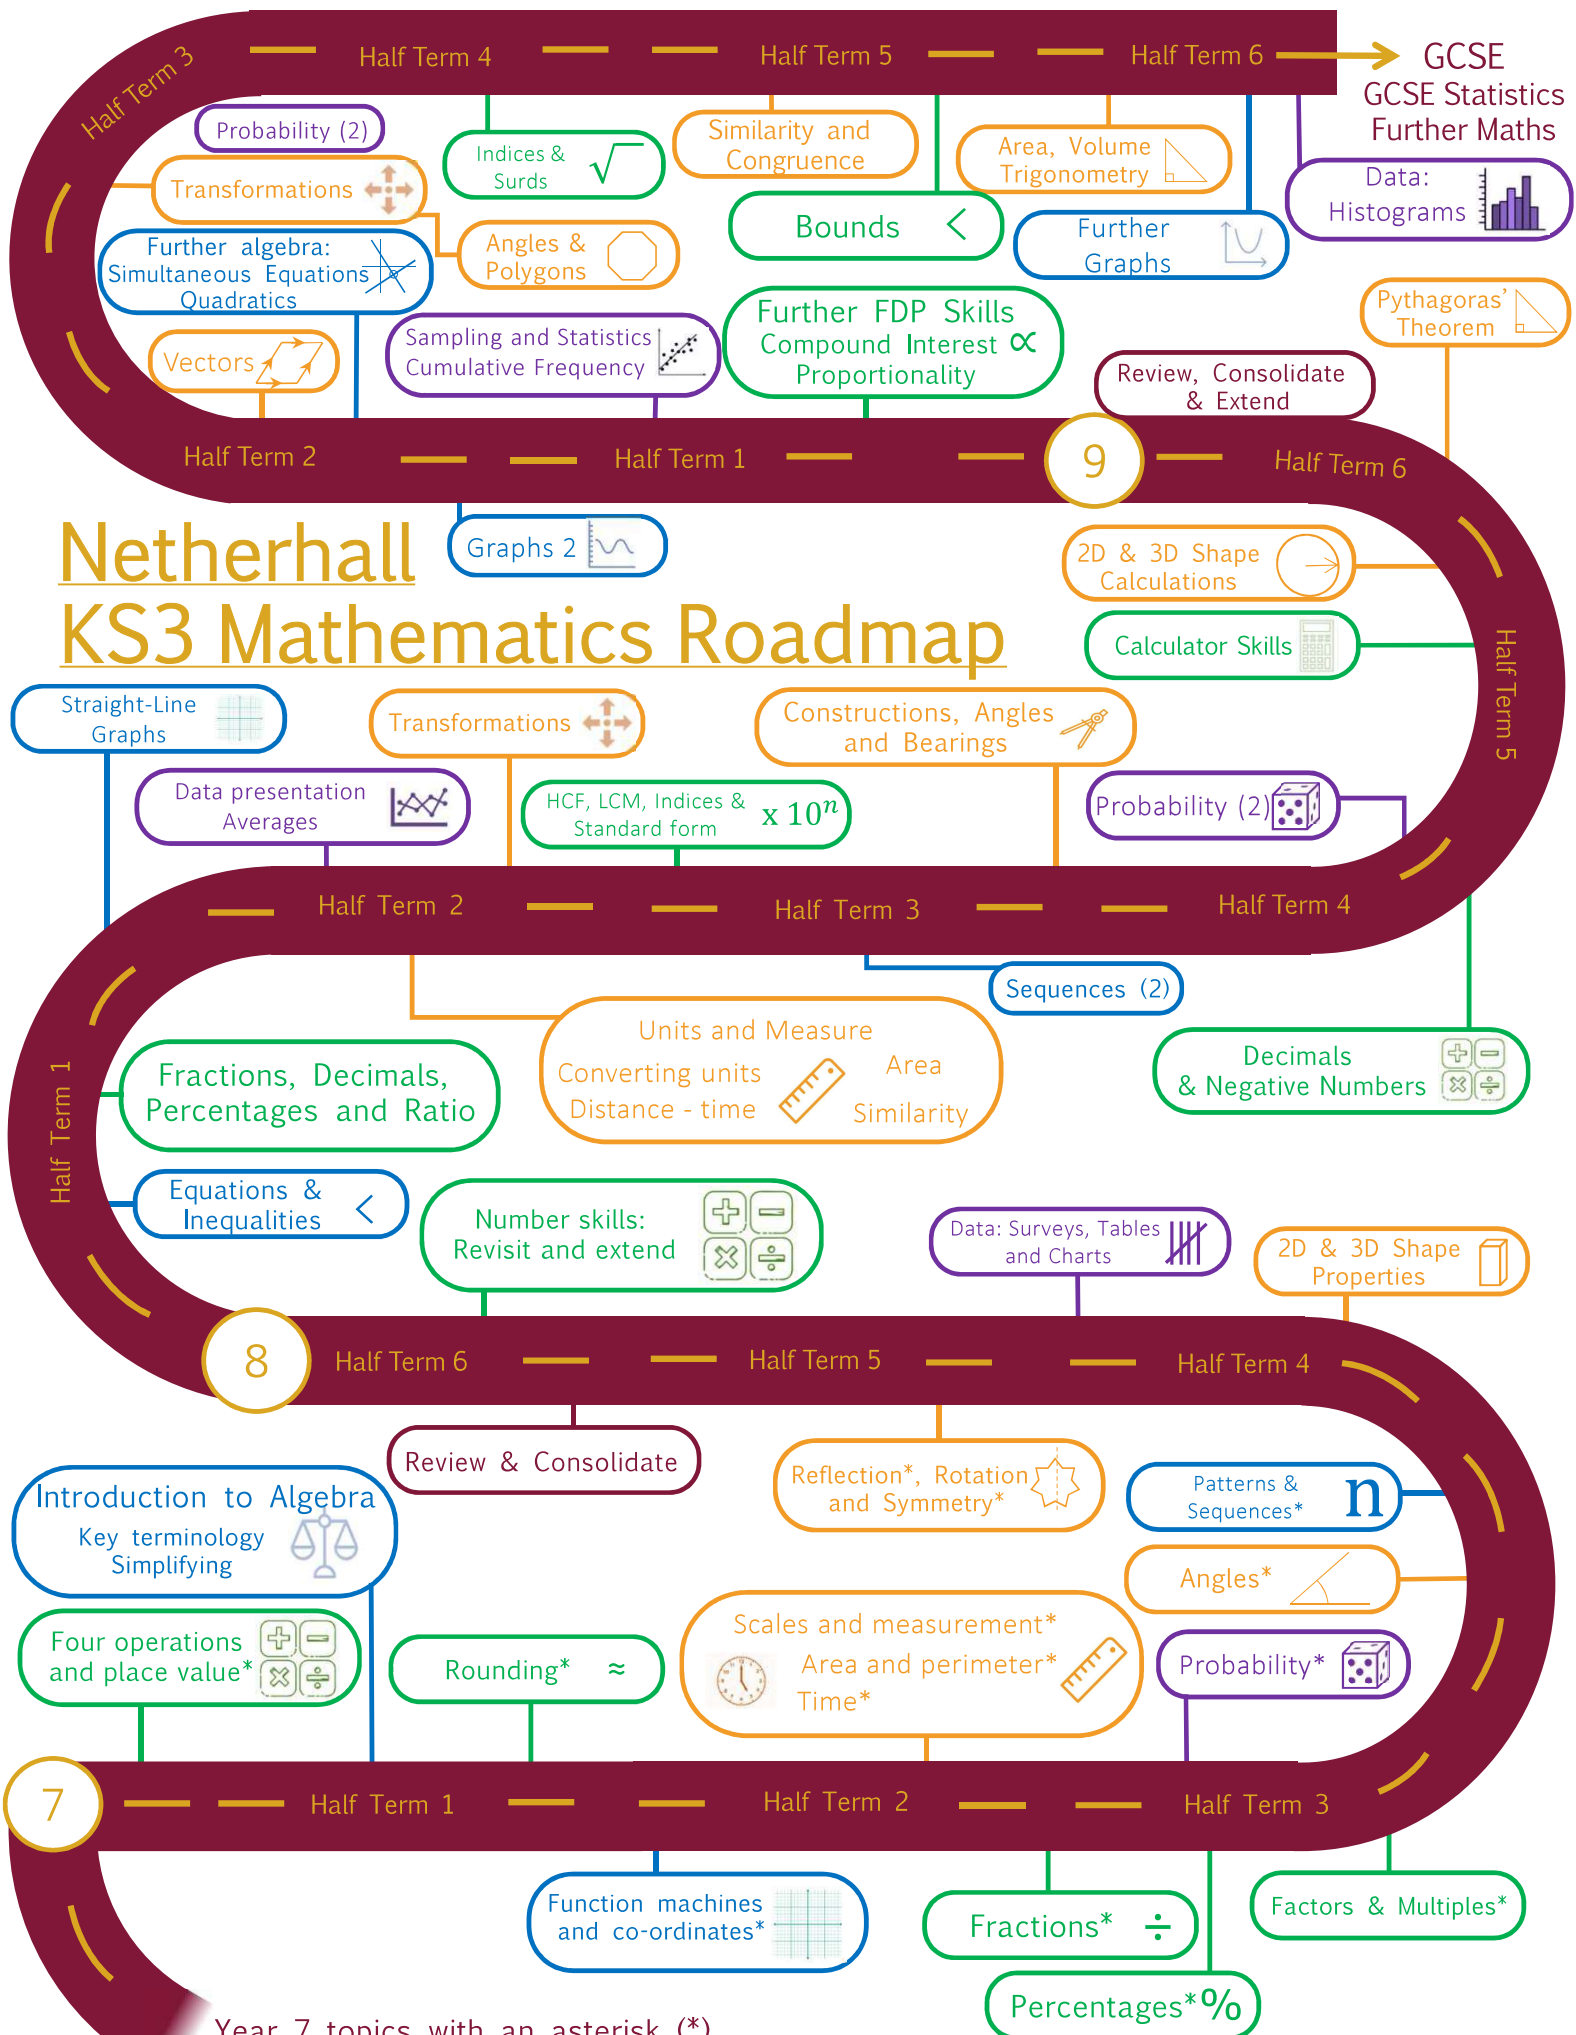 Half Term 3
Half Term 4
Half Term 5
Half Term 6
GCSE
GCSE Statistics
Further Maths
Probability (2)
Transformations
Indices &
Surds
√
Similarity and
Congruence
Area, Volume
Trigonometry
Data:
Histograms
Bounds <
Further
Graphs
Further algebra:
Simultaneous Equations
Quadratics
Angles &
Polygons
Vectors
Sampling and Statistics
Cumulative Frequency
Further FDP Skills
Compound Interest ∝
Proportionality
Pythagoras'
Theorem
Review, Consolidate
& Extend
Half Term 2
Half Term 1
9
Half Term 6
Netherhall
KS3 Mathematics Roadmap
Graphs 2
2D & 3D Shape
Calculations
Calculator Skills
Half Term 5
Straight-Line
Graphs
Transformations
Constructions, Angles
and Bearings
Data presentation
Averages
HCF, LCM, Indices &
Standard form
x 10ⁿ
Probability (2)
Half Term 2
Half Term 3
Half Term 4
Sequences (2)
Units and Measure
Converting units
Distance - time
Area
Similarity
Decimals
& Negative Numbers
Half Term 1
Fractions, Decimals,
Percentages and Ratio
Equations &
Inequalities
<
Number skills:
Revisit and extend
Data: Surveys, Tables
and Charts
2D & 3D Shape
Properties
8
Half Term 6
Half Term 5
Half Term 4
Review & Consolidate
Reflection*, Rotation
and Symmetry*
Patterns &
Sequences*
n
Introduction to Algebra
Key terminology
Simplifying
Angles*
Four operations
and place value*
Rounding* ≈
Scales and measurement*
Area and perimeter*
Time*
Probability*
7
Half Term 1
Half Term 2
Half Term 3
Function machines
and co-ordinates*
Fractions* ÷
Factors & Multiples*
Percentages* %
Year 7 topics with an asterisk (*)